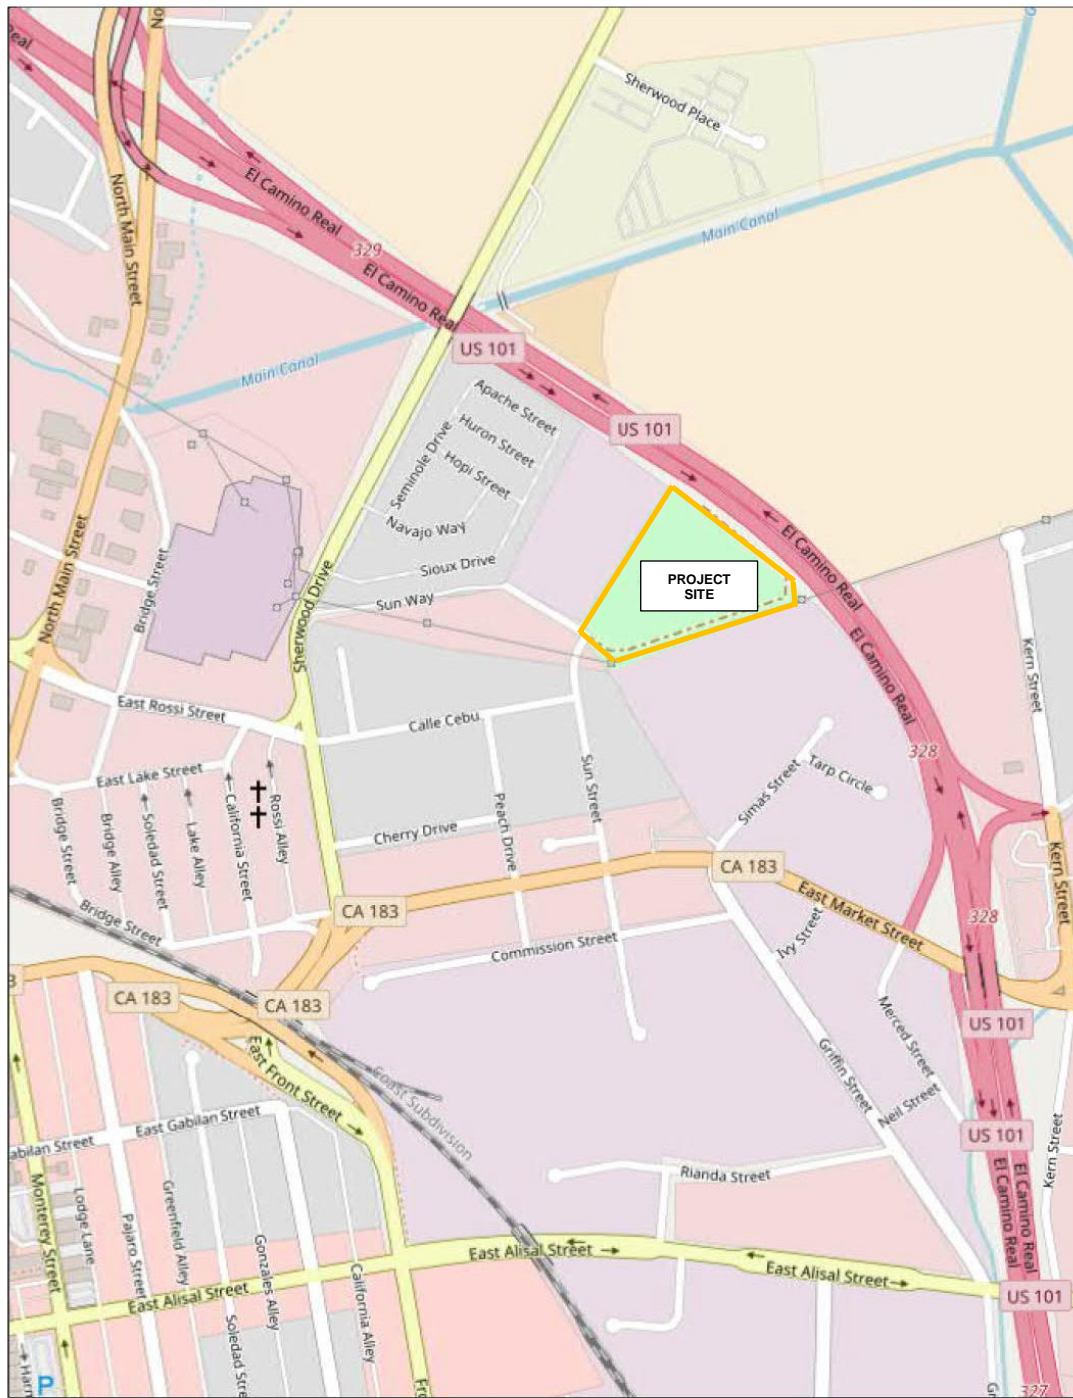 Real
No
Sherwood Place
El Camino Real
329
El Camino Real
Main Canal
North Main Street
US 101
Main Canal
Apache Street
Huron Street
Hopi Street
Seminole Drive
Navajo Way
US 101
El Camino Real
Sioux Drive
Sun Way
PROJECT
SITE
North Main Street
Bridge Street
Sherwood Drive
El Camino Real
Kern Street
East Rossi Street
Calle Cebu
328
East Lake Street
Sun Street
Simas Street
Tarp Circle
Bridge Street
Bridge Alley
Soledad Street
Lake Alley
California Street
Rossi Alley
Cherry Drive
Peach Drive
CA 183
Kern Street
CA 183
East Market Street
328
Bridge Street
Commission Street
Ivy Street
3
CA 183
CA 183
Merced Street
US 101
East Front Street
Coast Subdivision
Griffin Street
Neil Street
US 101
East Gabilan Street
abilan Street
Rianda Street
Kern Street
El Camino Real
El Camino Real
Monterey Street
Lodge Lane
Pajaro Street
Greenfield Alley
Gonzales Alley
California Alley
East Alisal Street
East Alisal Street
East Alisal Street
US 101
Soledad Street
Harn
P
Fro
Gr
327